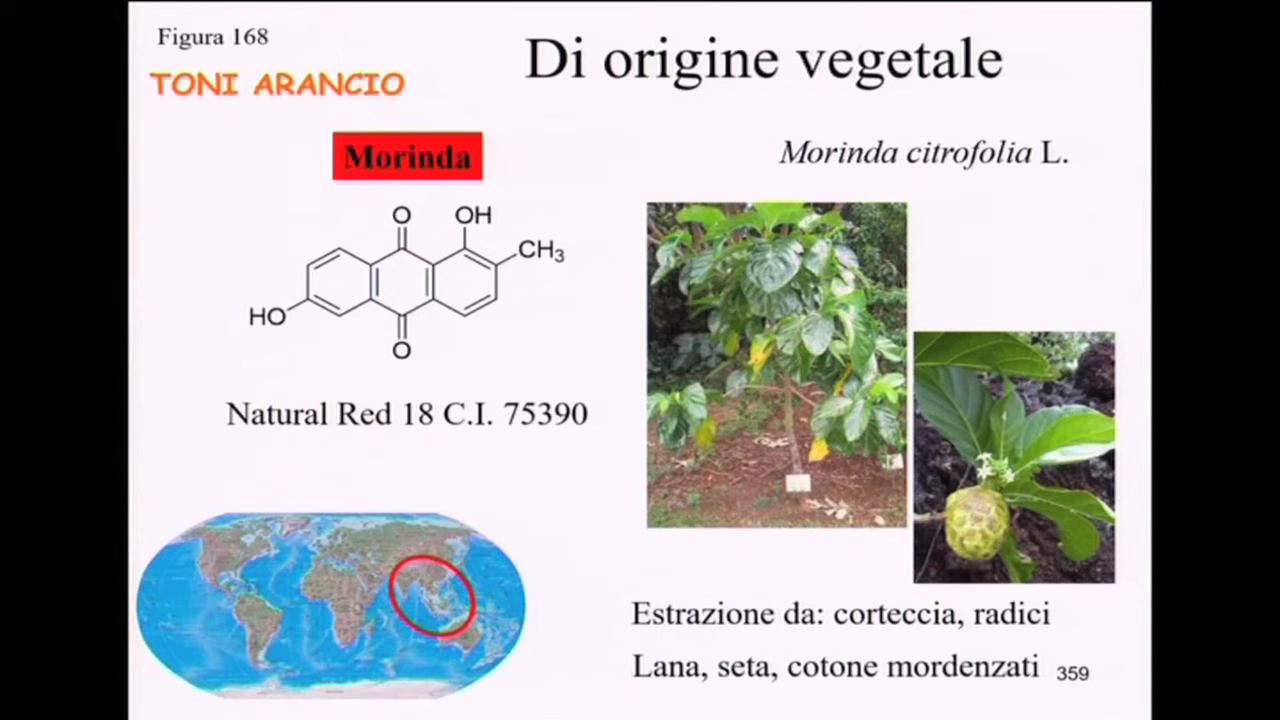 Figura 168
Di origine vegetale
TONI ARANCIO
Morinda
Morinda citrofolia L.
O
OH
CH3
HO
O
Natural Red 18 C.I. 75390
Estrazione da: corteccia, radici
Lana, seta, cotone mordenzati
359